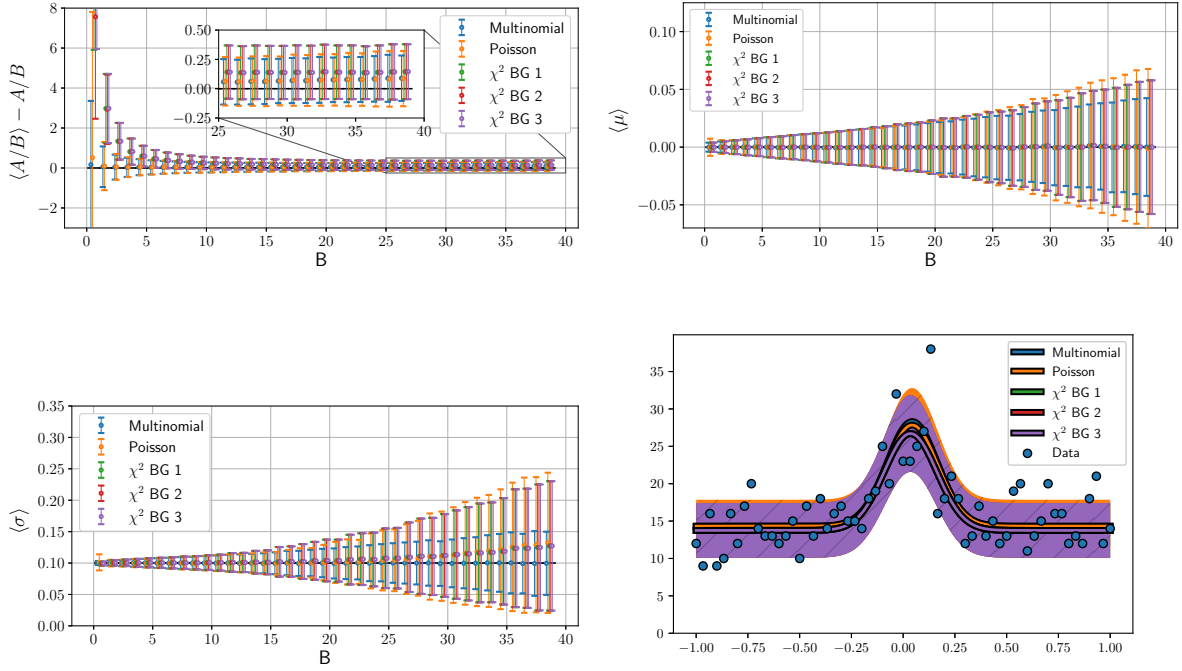 ⟨A/B⟩ − A/B
8
6
4
2
0
−2
0 5 10 15 20 25 30 35 40
B
0.50
0.25
0.00
−0.25
25 30 35 40
Multinomial
Poisson
χ² BG 1
χ² BG 2
χ² BG 3
⟨μ⟩
0.10
0.05
0.00
−0.05
0 5 10 15 20 25 30 35 40
B
Multinomial
Poisson
χ² BG 1
χ² BG 2
χ² BG 3
⟨σ⟩
0.35
0.30
0.25
0.20
0.15
0.10
0.05
0.00
0 5 10 15 20 25 30 35 40
B
Multinomial
Poisson
χ² BG 1
χ² BG 2
χ² BG 3
35
30
25
20
15
10
5
0
−1.00 −0.75 −0.50 −0.25 0.00 0.25 0.50 0.75 1.00
Multinomial
Poisson
χ² BG 1
χ² BG 2
χ² BG 3
Data